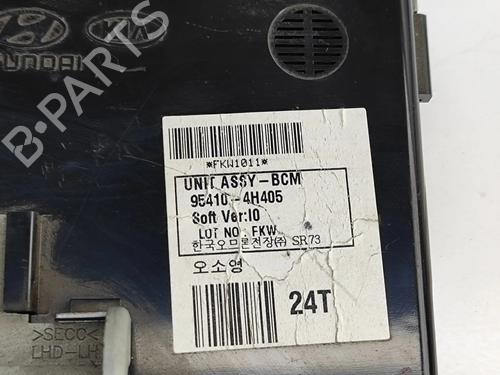 HYUNDAI
KIA
B-PARTS
*FKW1011*
UNIT ASSY-BCM
95410-4H405
Soft Ver:I0
LOT NO: FKW
한국오므론전장㈜ SR73
오소영
24T
>SECC<
LHD-LH